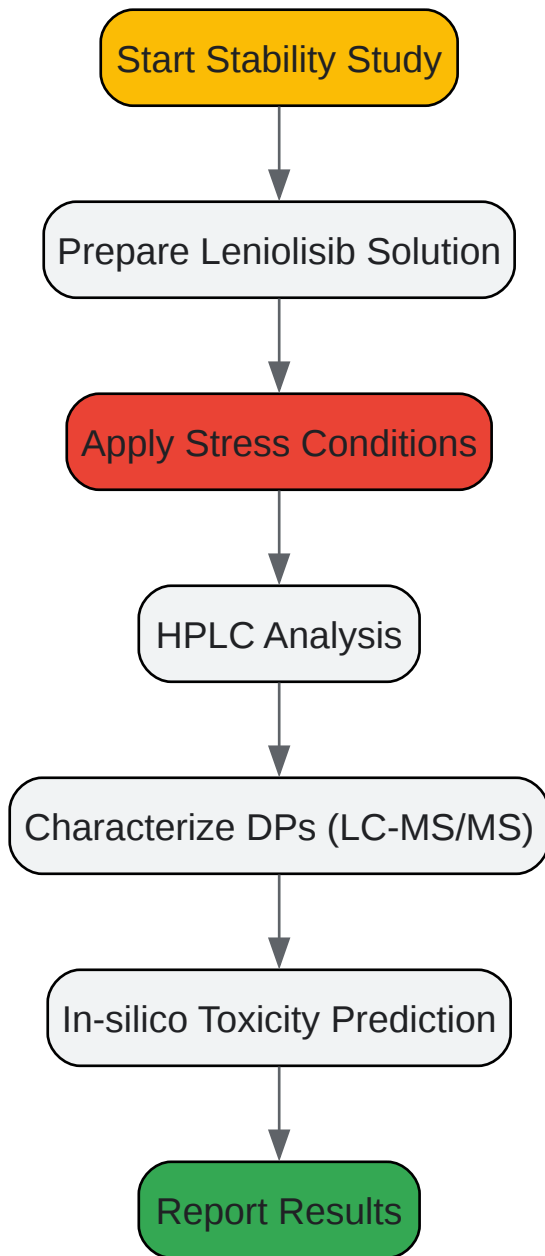 Start Stability Study
Prepare Leniolisib Solution
Apply Stress Conditions
HPLC Analysis
Characterize DPs (LC-MS/MS)
In-silico Toxicity Prediction
Report Results